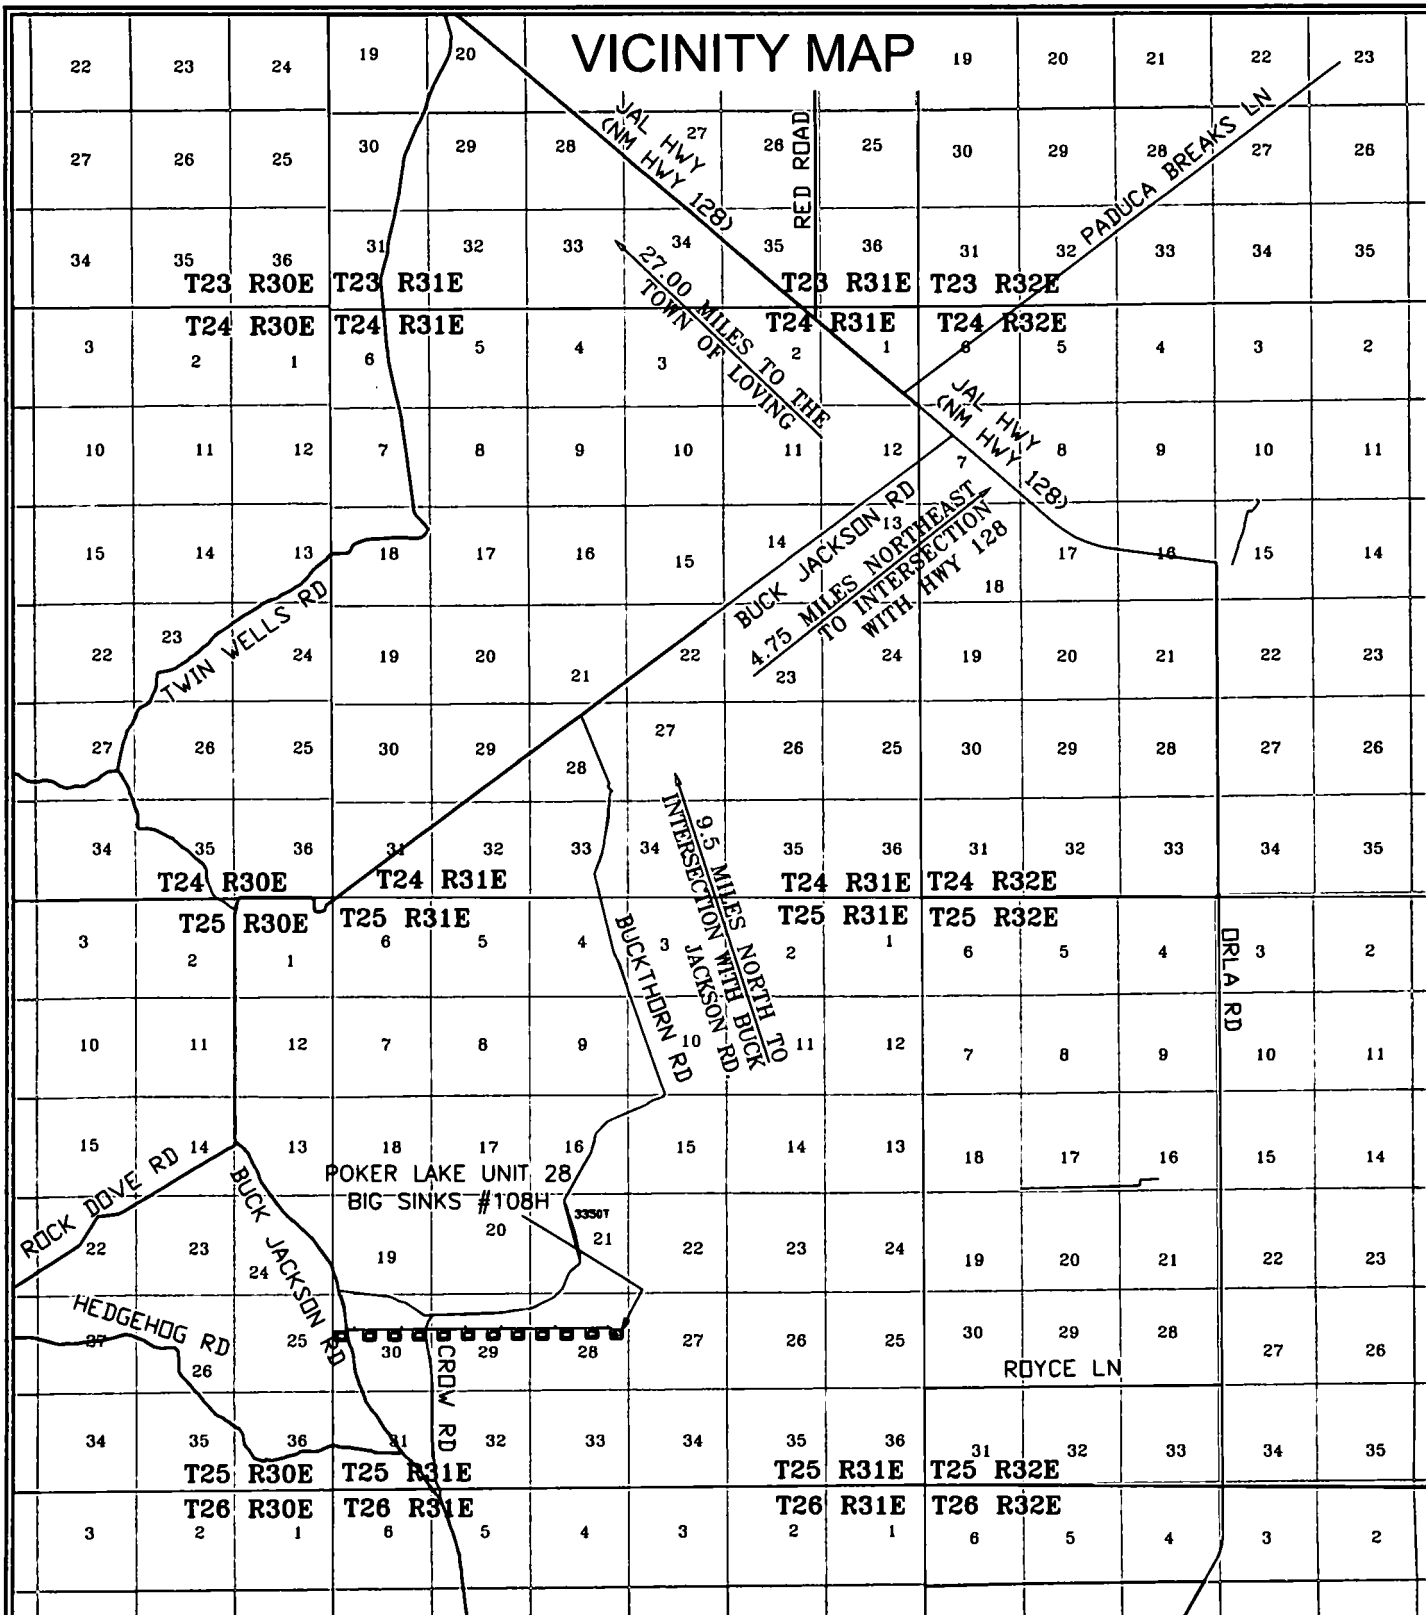 VICINITY MAP
22 23 24 19 20 19 20 21 22 23
JAL HWY
(NM HWY 128)
RED ROAD
PADUCA BREAKS LN
27 26 25 30 29 28 27 26 25 30 29 28 27 26
34 35 36 31 32 33 34 35 36 31 32 33 34 35
T23 R30E T23 R31E T23 R31E T23 R32E
27.00 MILES TO THE
TOWN OF LOVING
T24 R30E T24 R31E T24 R31E T24 R32E
3 2 1 6 5 4 3 2 1 6 5 4 3 2
JAL HWY
(NM HWY 128)
10 11 12 7 8 9 10 11 12 7 8 9 10 11
BUCK JACKSON RD
4.75 MILES NORTHEAST
TO INTERSECTION
WITH HWY 128
15 14 13 18 17 16 15 14 13 18 17 16 15 14
TWIN WELLS RD
22 23 24 19 20 21 22 23 24 19 20 21 22 23
27 26 25 30 29 28 27 26 25 30 29 28 27 26
34 35 36 31 32 33 34 35 36 31 32 33 34 35
T24 R30E T24 R31E T24 R31E T24 R32E
9.5 MILES NORTH TO
INTERSECTION WITH BUCK
JACKSON RD.
T25 R30E T25 R31E T25 R31E T25 R32E
3 2 1 6 5 4 3 2 1 6 5 4 3 2
BUCKTHORN RD
ORLA RD
10 11 12 7 8 9 10 11 12 7 8 9 10 11
15 14 13 18 17 16 15 14 13 18 17 16 15 14
ROCK DOVE RD
BUCK JACKSON RD
POKER LAKE UNIT 28
BIG SINKS #108H
22 23 24 19 20 21 22 23 24 19 20 21 22 23
HEDGEHOG RD
27 26 25 30 29 28 27 26 25 30 29 28 27 26
CROW RD
ROYCE LN
34 35 36 31 32 33 34 35 36 31 32 33 34 35
T25 R30E T25 R31E T25 R31E T25 R32E
T26 R30E T26 R31E T26 R31E T26 R32E
3 2 1 6 5 4 3 2 1 6 5 4 3 2